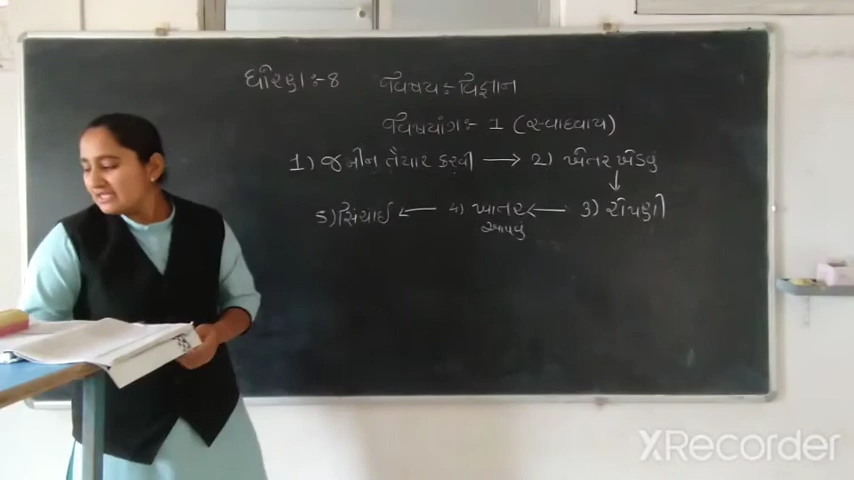 ધોરણ :- 8 વિષય :- વિજ્ઞાન
વિષયાંગ :- 1 (સ્વાધ્યાય)
1) જમીન તૈયાર કરવી → 2) ખેતર ખેડવું
↓
5) સિંચાઈ ← 4) ખાતર ← 3) રોપણી
આપવું
XRecorder